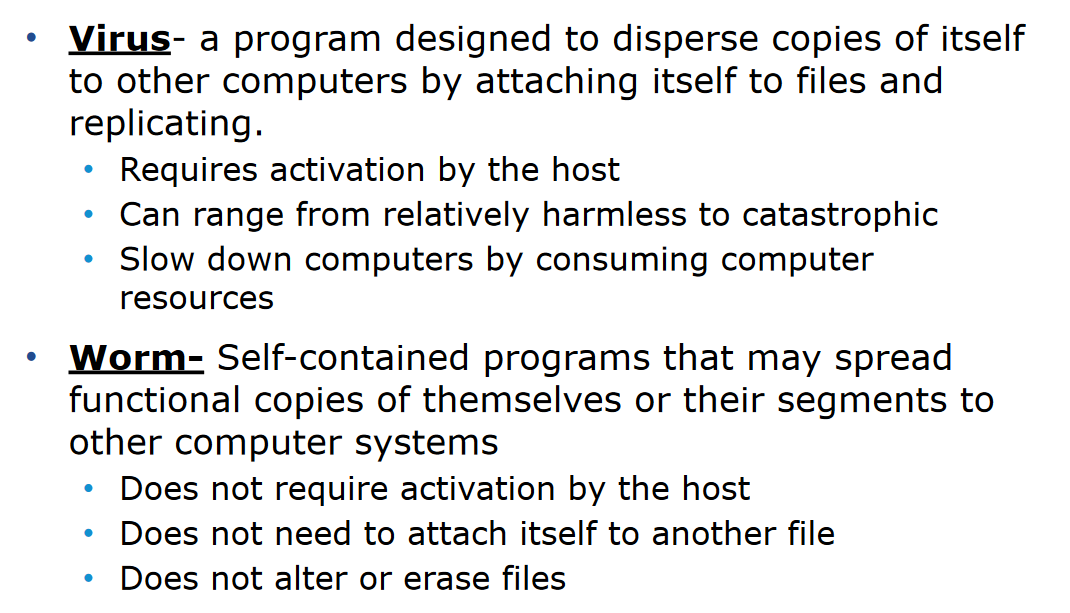 • Virus- a program designed to disperse copies of itself
to other computers by attaching itself to files and
replicating.
• Requires activation by the host
• Can range from relatively harmless to catastrophic
• Slow down computers by consuming computer
resources
• Worm- Self-contained programs that may spread
functional copies of themselves or their segments to
other computer systems
• Does not require activation by the host
• Does not need to attach itself to another file
• Does not alter or erase files